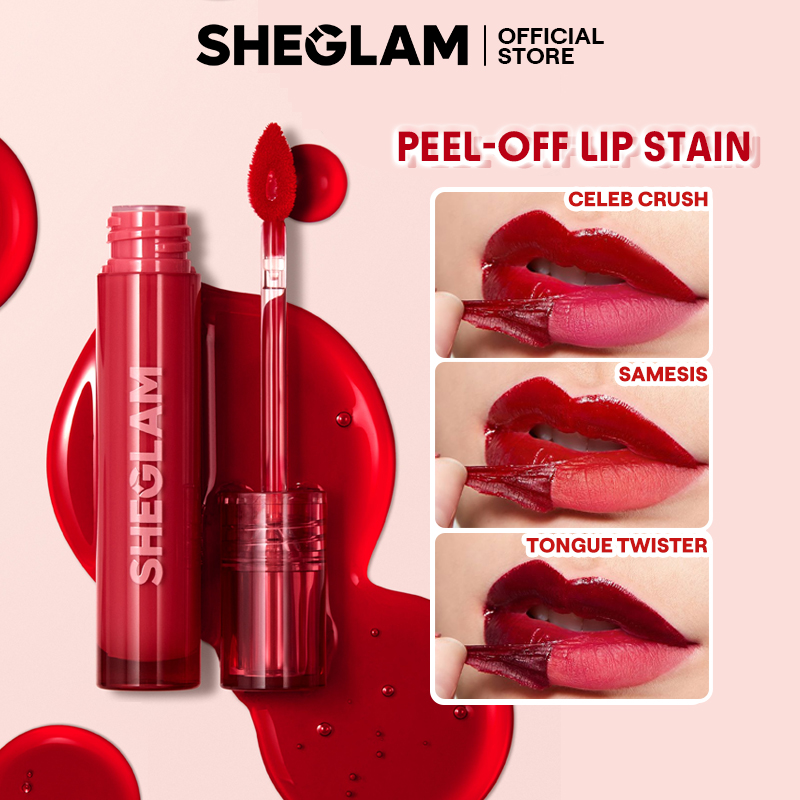 SHEGLAM
OFFICIAL
STORE
PEEL-OFF LIP STAIN
CELEB CRUSH
SAMESIS
TONGUE TWISTER
SHEGLAM